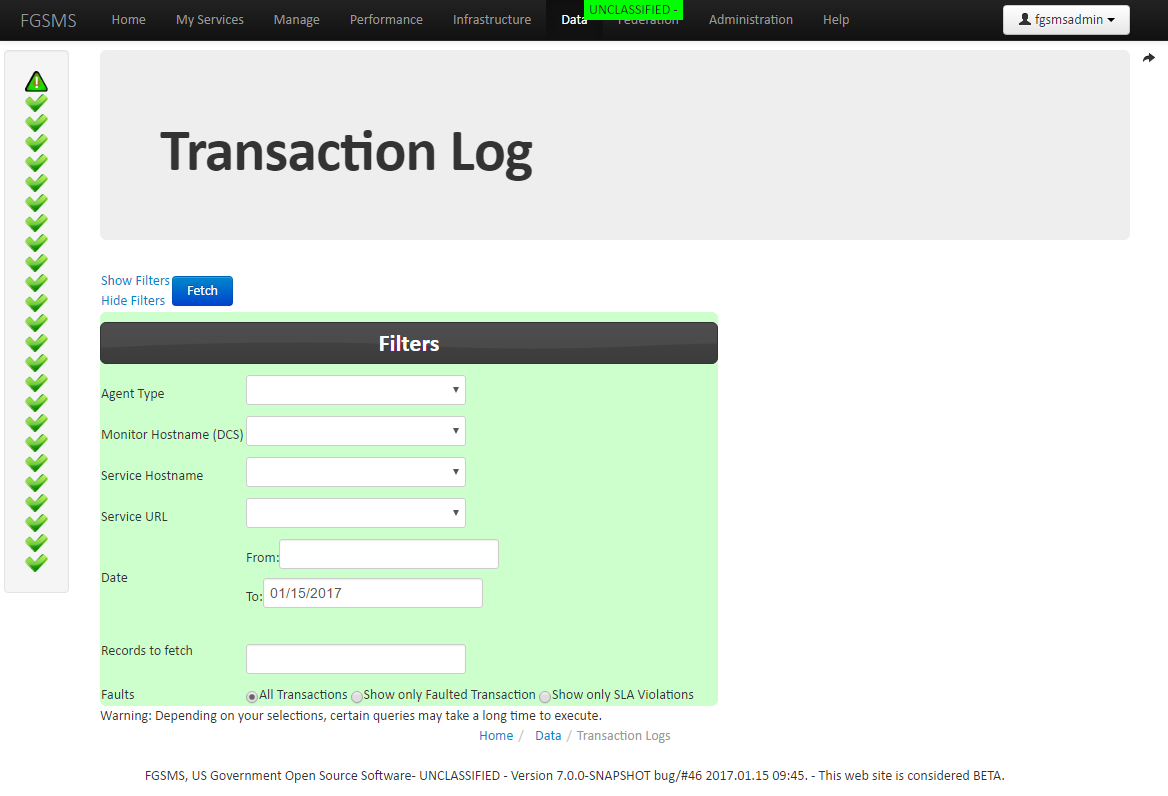 FGSMS Home My Services Manage Performance Infrastructure Data Federation Administration Help fgsmsadmin
UNCLASSIFIED -
Transaction Log
Show Filters
Hide Filters
Fetch
Filters
Agent Type
Monitor Hostname (DCS)
Service Hostname
Service URL
Date
From:
To: 01/15/2017
Records to fetch
Faults All Transactions Show only Faulted Transaction Show only SLA Violations
Warning: Depending on your selections, certain queries may take a long time to execute.
Home / Data / Transaction Logs
FGSMS, US Government Open Source Software- UNCLASSIFIED - Version 7.0.0-SNAPSHOT bug/#46 2017.01.15 09:45. - This web site is considered BETA.